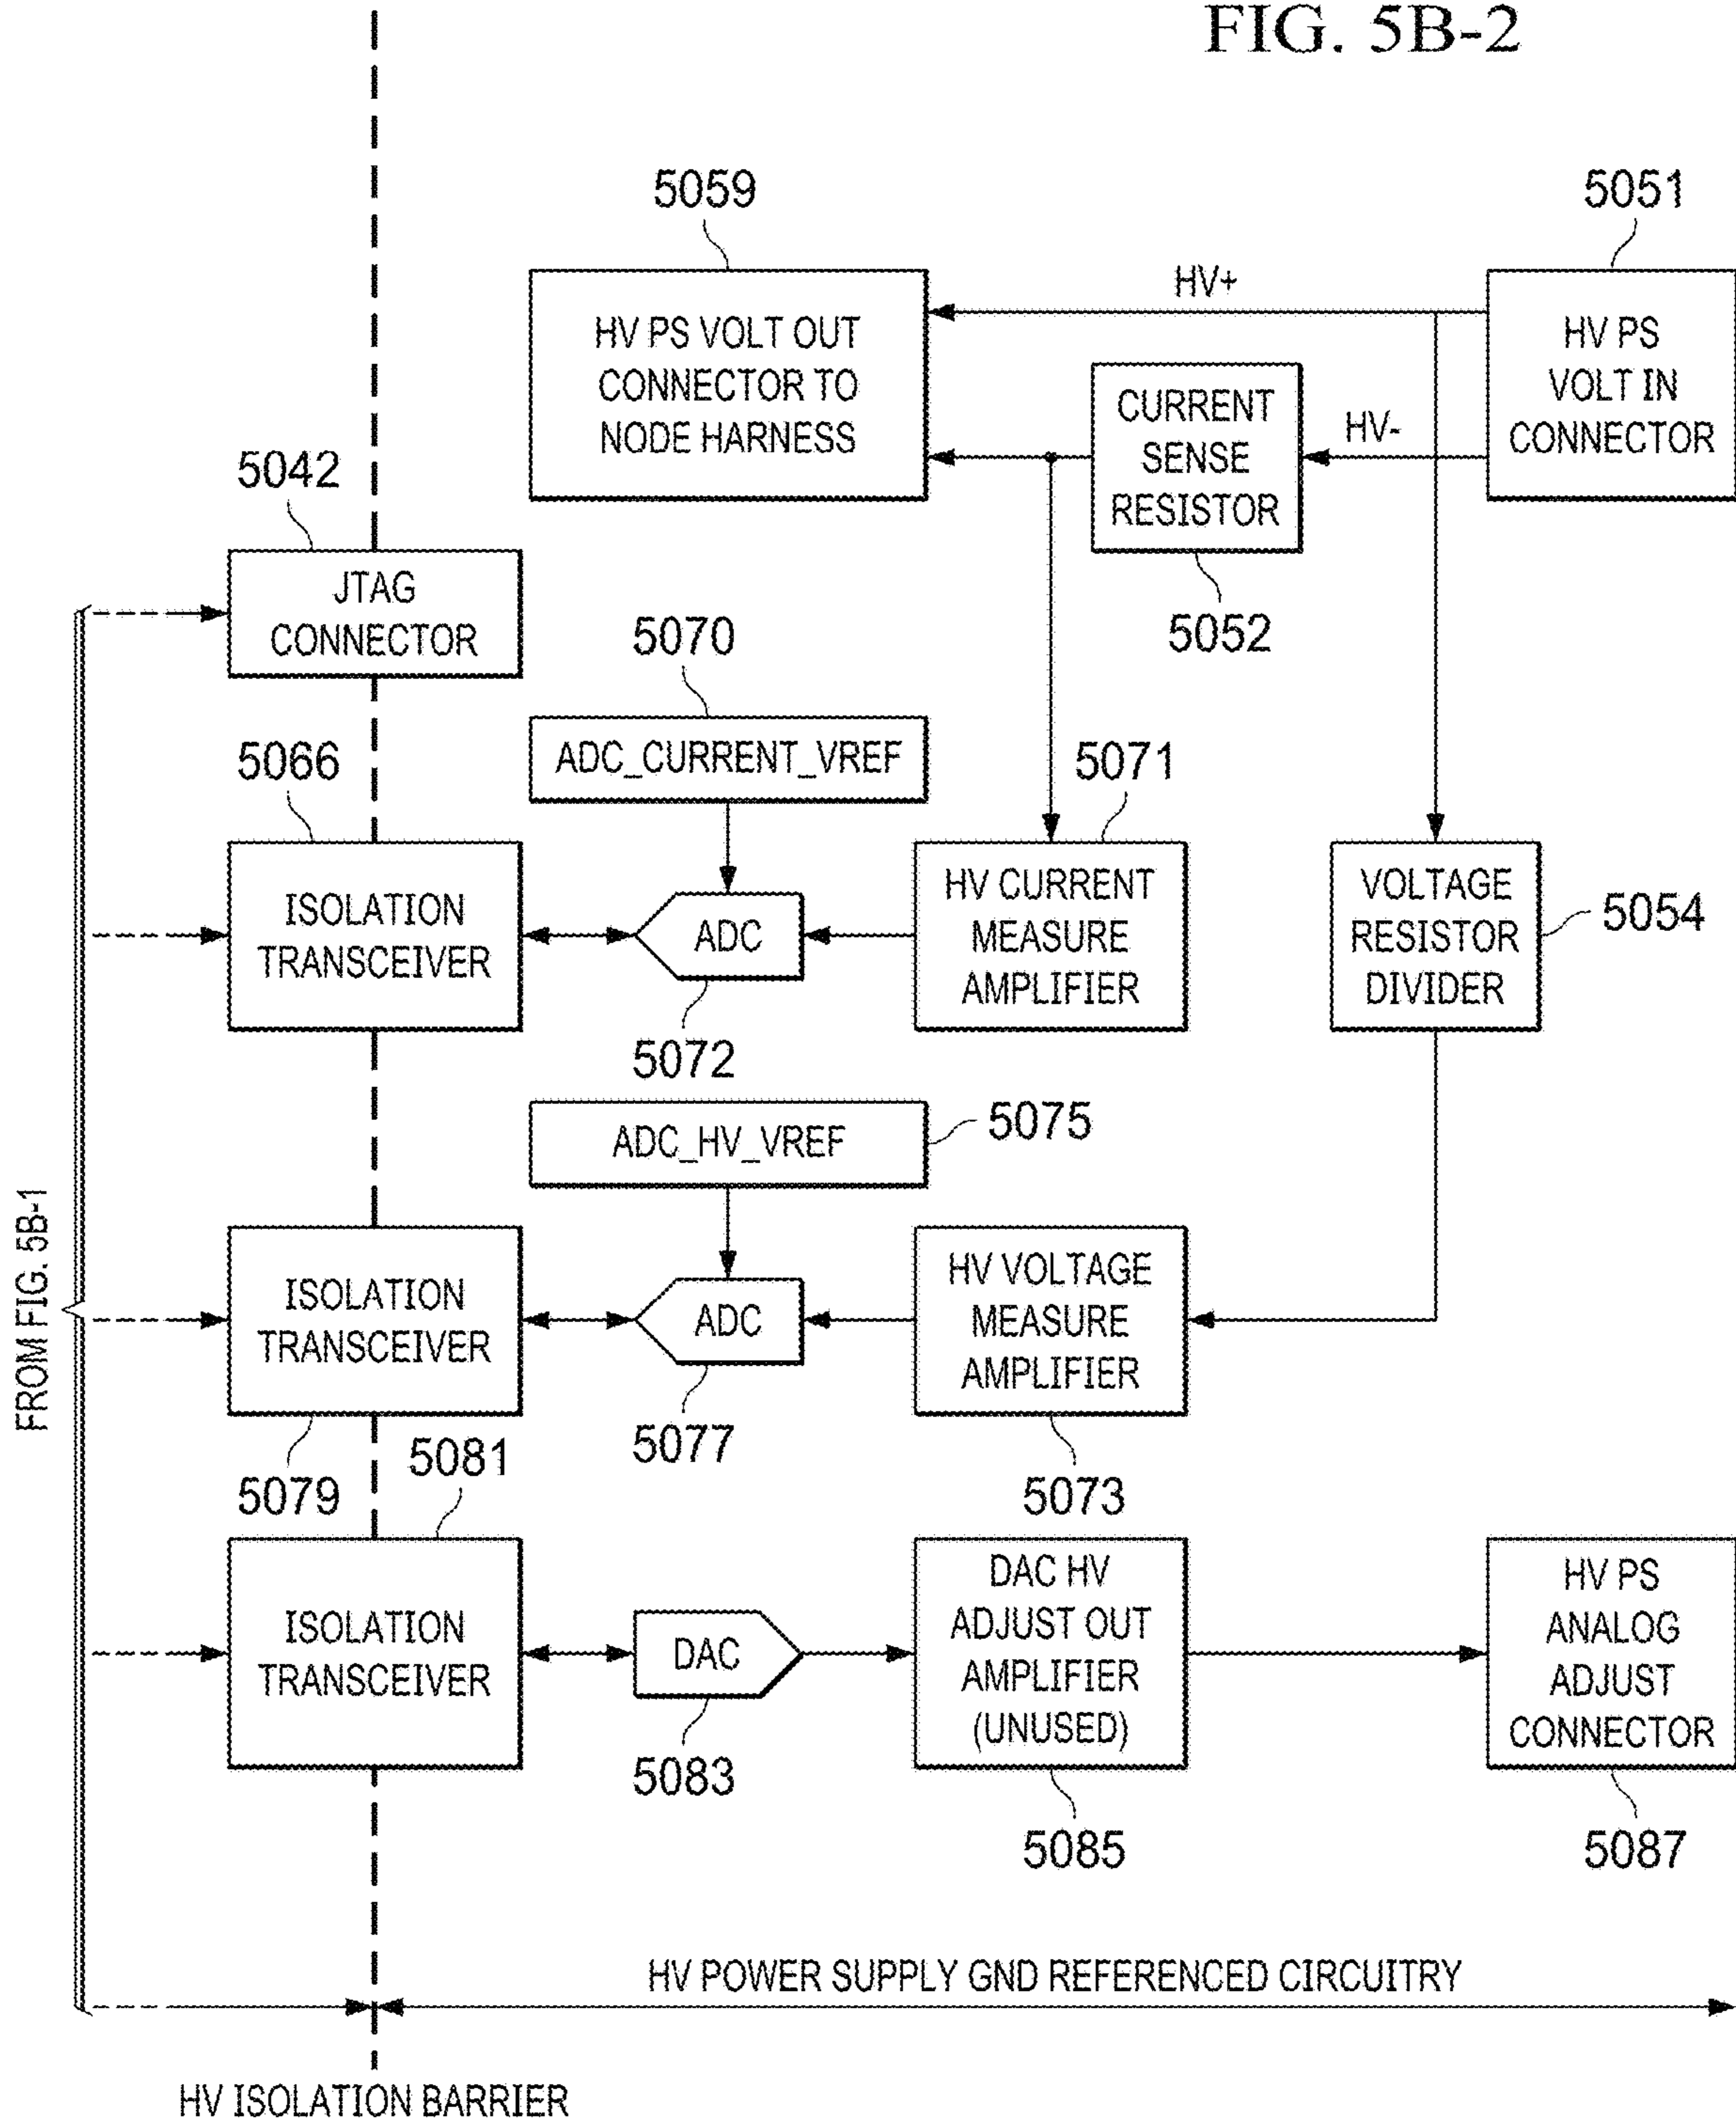 FIG. 5B-2
5059
5051
HV PS VOLT OUT
CONNECTOR TO
NODE HARNESS
HV+
HV PS
VOLT IN
CONNECTOR
CURRENT
SENSE
RESISTOR
HV-
5042
JTAG
CONNECTOR
5052
5070
ADC_CURRENT_VREF
5066
5071
ISOLATION
TRANSCEIVER
ADC
HV CURRENT
MEASURE
AMPLIFIER
VOLTAGE
RESISTOR
DIVIDER
5054
5072
ADC_HV_VREF
5075
FROM FIG. 5B-1
ISOLATION
TRANSCEIVER
ADC
HV VOLTAGE
MEASURE
AMPLIFIER
5079
5081
5077
5073
ISOLATION
TRANSCEIVER
DAC
DAC HV
ADJUST OUT
AMPLIFIER
(UNUSED)
HV PS
ANALOG
ADJUST
CONNECTOR
5083
5085
5087
HV POWER SUPPLY GND REFERENCED CIRCUITRY
HV ISOLATION BARRIER